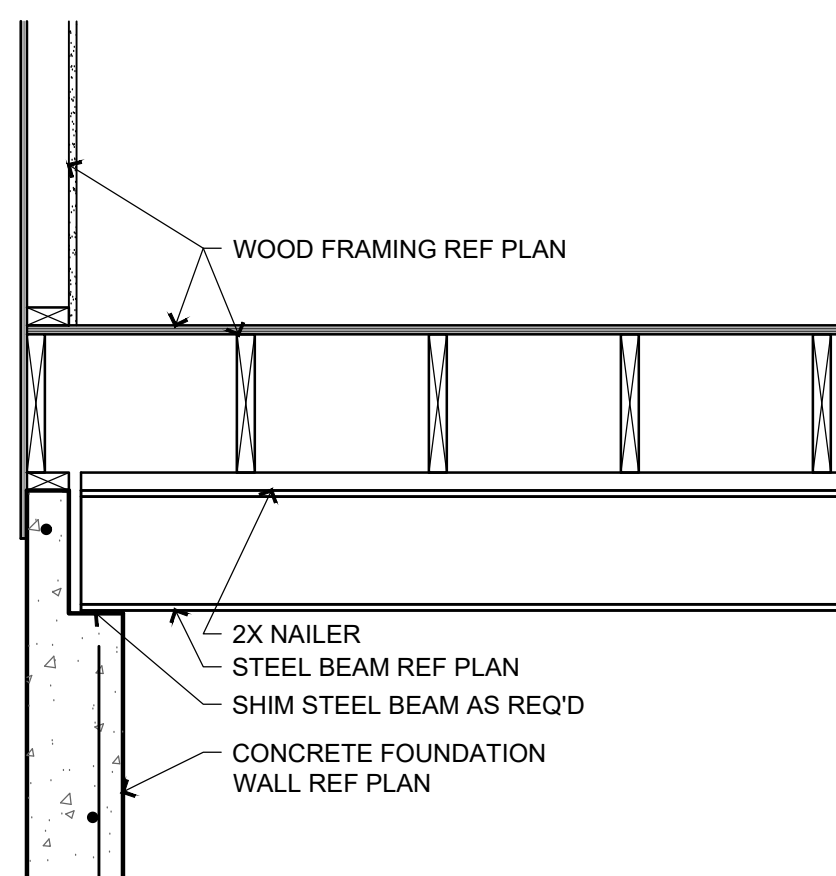 WOOD FRAMING REF PLAN
2X NAILER
STEEL BEAM REF PLAN
SHIM STEEL BEAM AS REQ'D
CONCRETE FOUNDATION
WALL REF PLAN